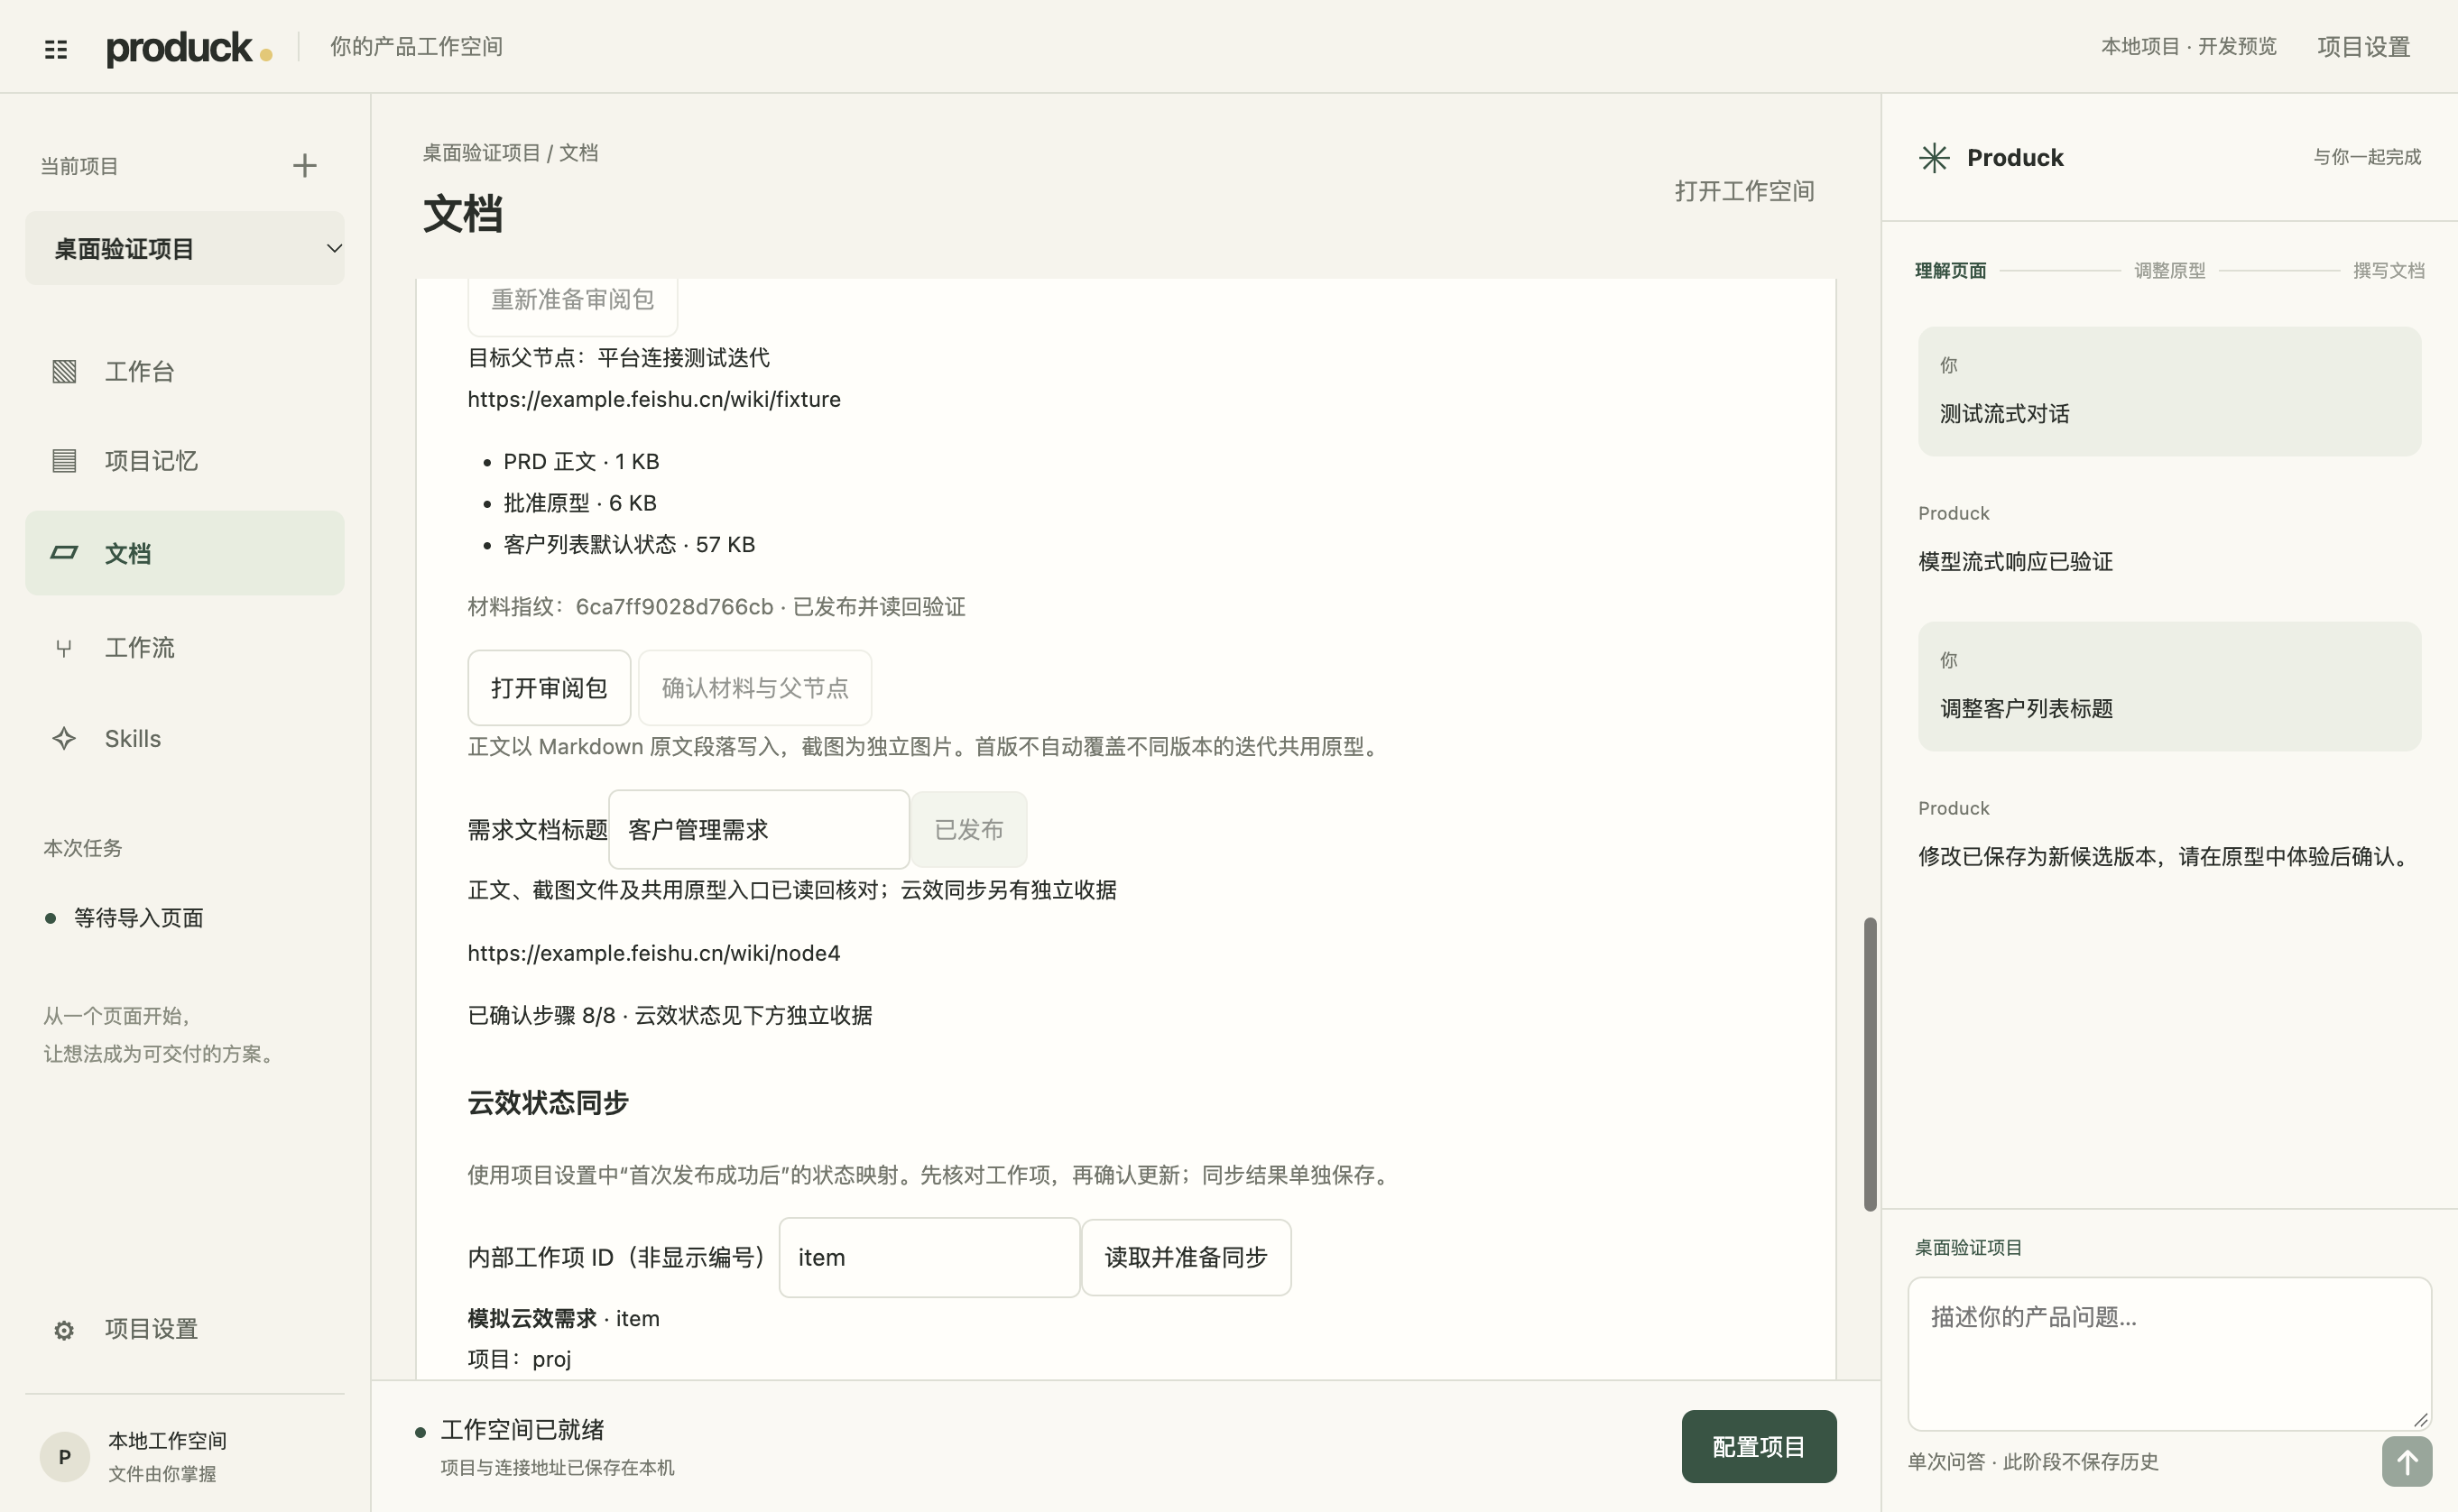 produck.
你的产品工作空间
本地项目 · 开发预览
项目设置
当前项目
桌面验证项目
工作台
项目记忆
文档
工作流
Skills
本次任务
等待导入页面
从一个页面开始，
让想法成为可交付的方案。
项目设置
P
本地工作空间
文件由你掌握
桌面验证项目 / 文档
文档
打开工作空间
重新准备审阅包
目标父节点：平台连接测试迭代
https://example.feishu.cn/wiki/fixture
PRD 正文 · 1 KB
批准原型 · 6 KB
客户列表默认状态 · 57 KB
材料指纹：6ca7ff9028d766cb · 已发布并读回验证
打开审阅包
确认材料与父节点
正文以 Markdown 原文段落写入，截图为独立图片。首版不自动覆盖不同版本的迭代共用原型。
需求文档标题
客户管理需求
已发布
正文、截图文件及共用原型入口已读回核对；云效同步另有独立收据
https://example.feishu.cn/wiki/node4
已确认步骤 8/8 · 云效状态见下方独立收据
云效状态同步
使用项目设置中“首次发布成功后”的状态映射。先核对工作项，再确认更新；同步结果单独保存。
内部工作项 ID（非显示编号）
item
读取并准备同步
模拟云效需求 · item
项目：proj
工作空间已就绪
项目与连接地址已保存在本机
配置项目
Produck
与你一起完成
理解页面
调整原型
撰写文档
你
测试流式对话
Produck
模型流式响应已验证
你
调整客户列表标题
Produck
修改已保存为新候选版本，请在原型中体验后确认。
桌面验证项目
描述你的产品问题...
单次问答 · 此阶段不保存历史